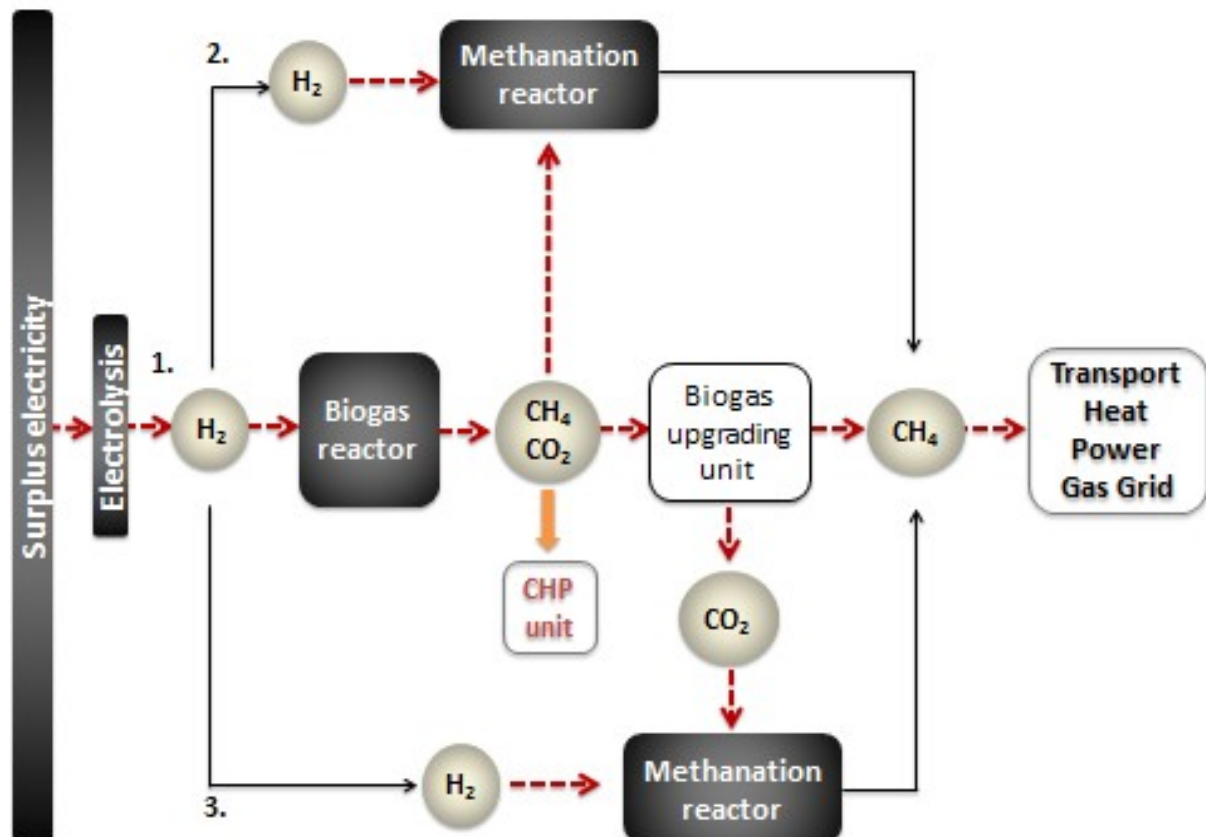 2.
H₂
Methanation
reactor
Surplus electricity
Electrolysis
1.
H₂
Biogas
reactor
CH₄
CO₂
Biogas
upgrading
unit
CH₄
Transport
Heat
Power
Gas Grid
CHP
unit
CO₂
3.
H₂
Methanation
reactor